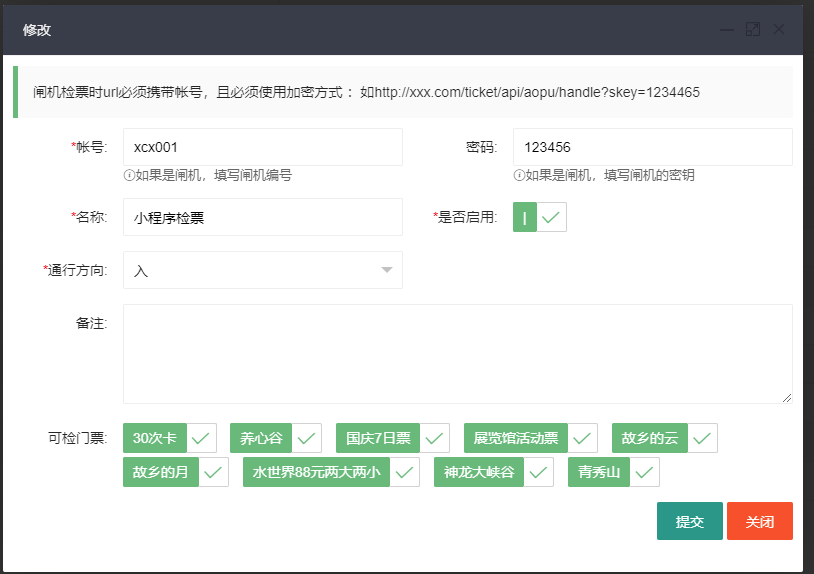 修改
闸机检票时url必须携带帐号，且必须使用加密方式： 如http://xxx.com/ticket/api/aopu/handle?skey=1234465
*帐号: xcx001 密码: 123456
如果是闸机，填写闸机编号 如果是闸机，填写闸机的密钥
*名称: 小程序检票 *是否启用: |
*通行方向: 入
备注:
可检门票: 30次卡 养心谷 国庆7日票 展览馆活动票 故乡的云
故乡的月 水世界88元两大两小 神龙大峡谷 青秀山
提交 关闭